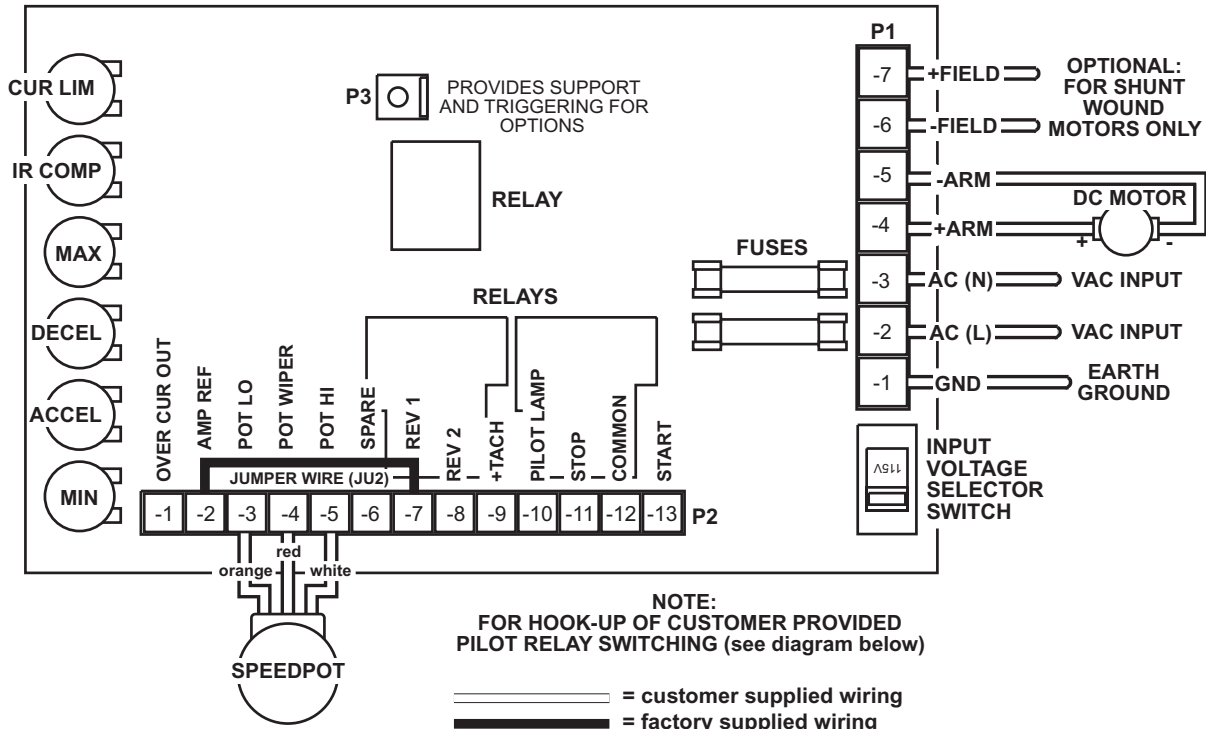 P1
CUR LIM
IR COMP
MAX
DECEL
ACCEL
MIN
P3
PROVIDES SUPPORT
AND TRIGGERING FOR
OPTIONS
RELAY
RELAYS
FUSES
-7 +FIELD
-6 -FIELD
OPTIONAL:
FOR SHUNT
WOUND
MOTORS ONLY
-5 -ARM
-4 +ARM
DC MOTOR
+ -
-3 AC (N) VAC INPUT
-2 AC (L) VAC INPUT
-1 GND
EARTH
GROUND
115V
INPUT
VOLTAGE
SELECTOR
SWITCH
OVER CUR OUT
AMP REF
POT LO
POT WIPER
POT HI
SPARE
REV 1
REV 2
+TACH
PILOT LAMP
STOP
COMMON
START
JUMPER WIRE (JU2)
-1 -2 -3 -4 -5 -6 -7 -8 -9 -10 -11 -12 -13 P2
orange red white
SPEEDPOT
NOTE:
FOR HOOK-UP OF CUSTOMER PROVIDED
PILOT RELAY SWITCHING (see diagram below)
= customer supplied wiring
= factory supplied wiring